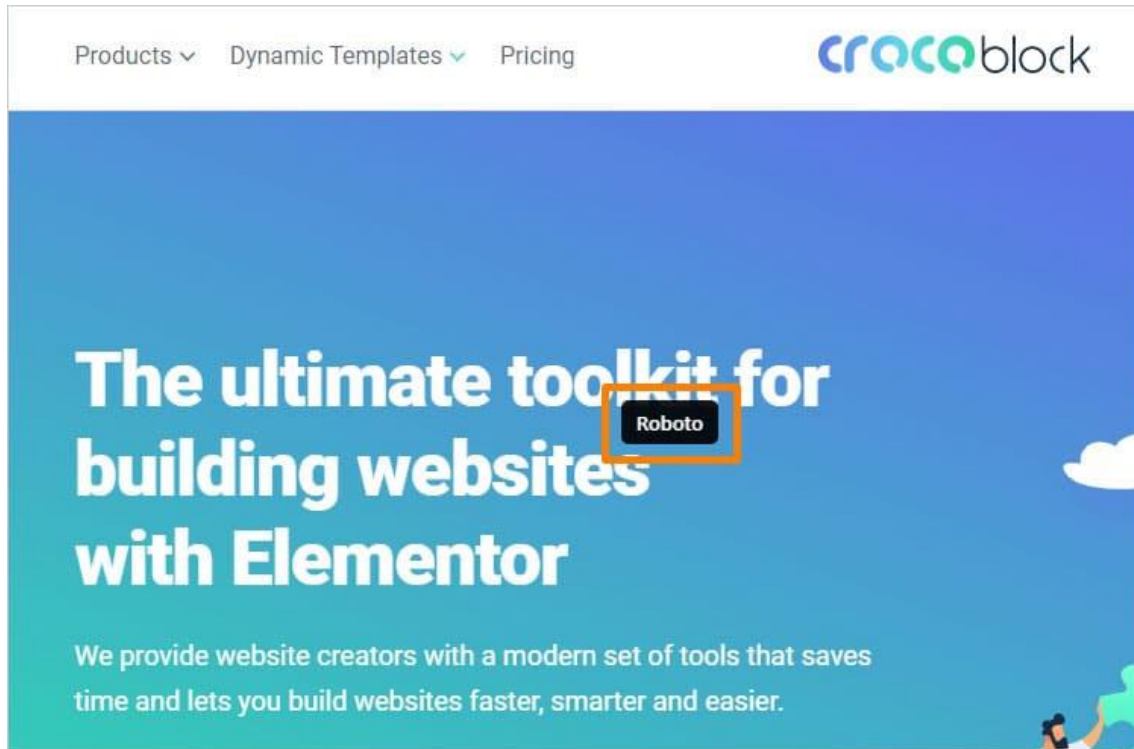 Products
Dynamic Templates
Pricing
crocoblock
The ultimate toolkit for
Roboto
building websites
with Elementor
We provide website creators with a modern set of tools that saves
time and lets you build websites faster, smarter and easier.